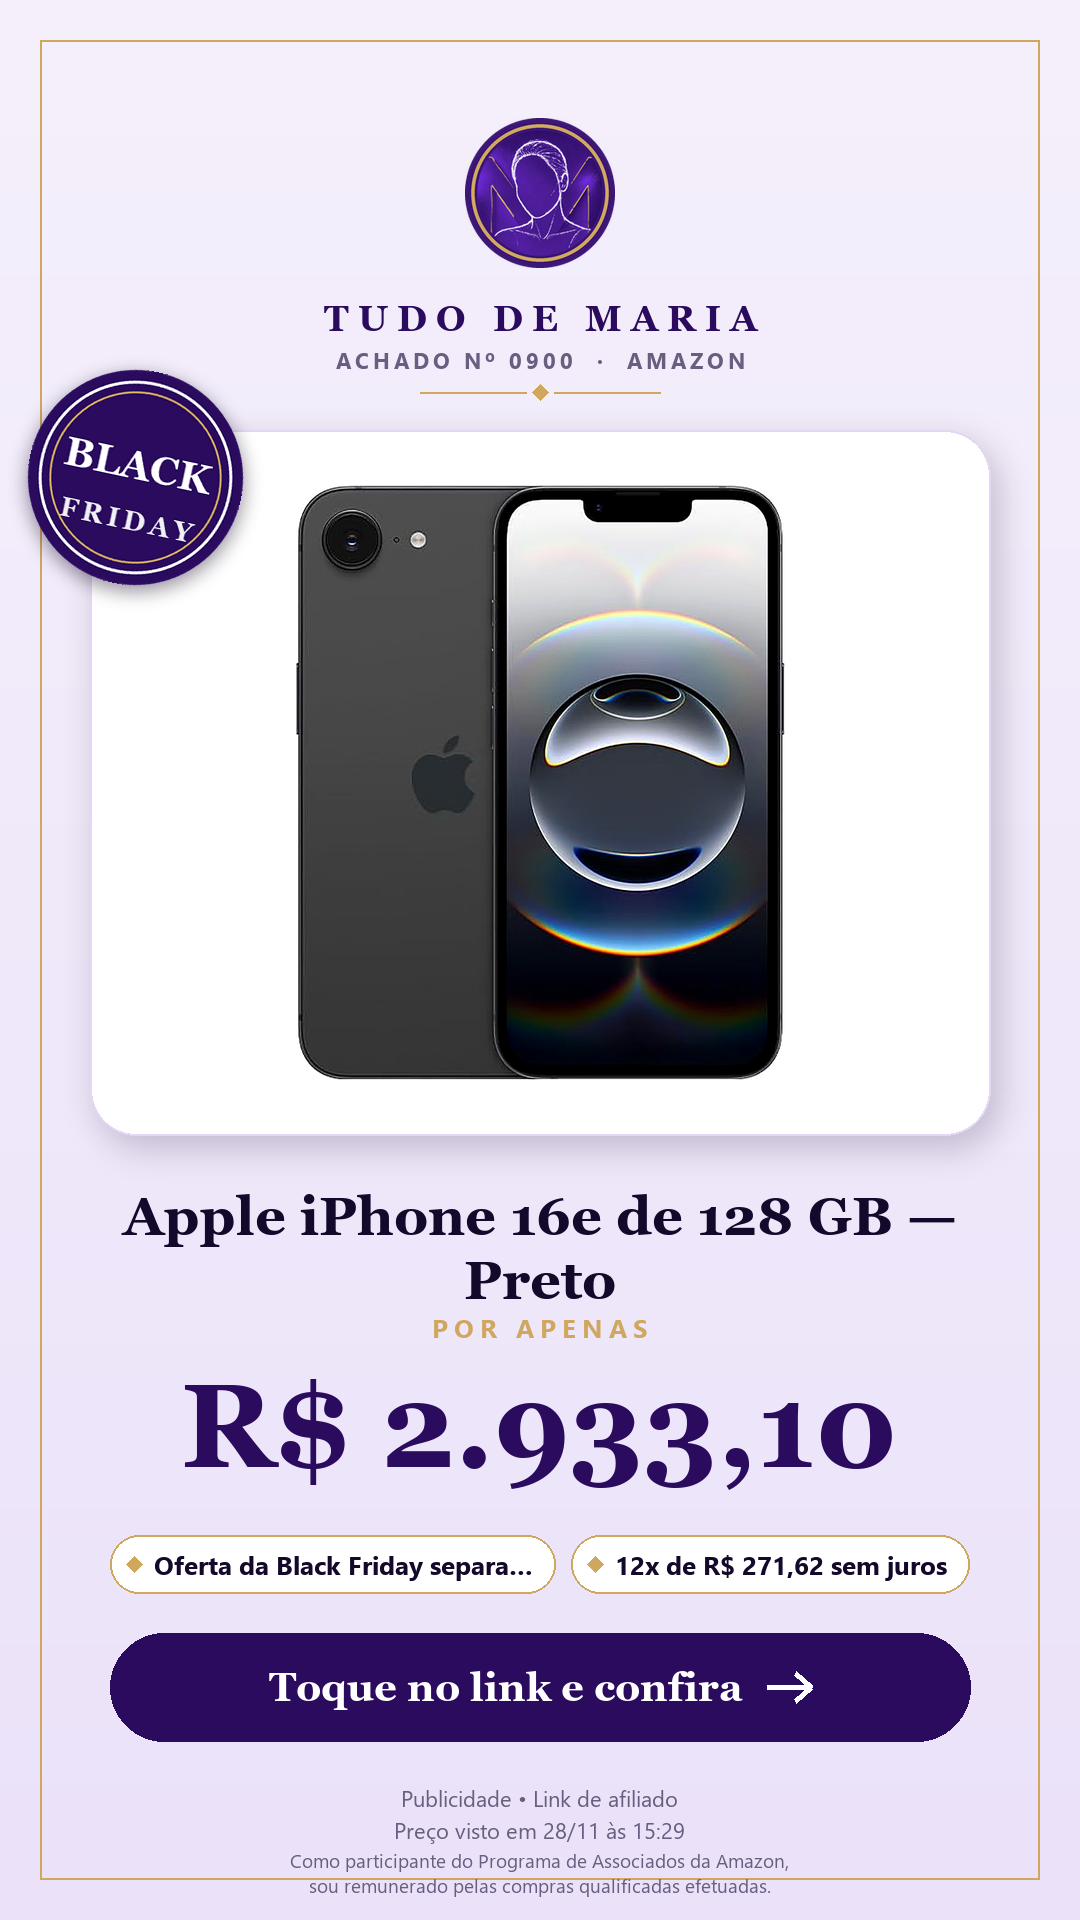 TUDO DE MARIA
ACHADO Nº 0900 · AMAZON
BLACK
FRIDAY
Apple iPhone 16e de 128 GB —
Preto
POR APENAS
R$ 2.933,10
Oferta da Black Friday separa...
12x de R$ 271,62 sem juros
Toque no link e confira →
Publicidade • Link de afiliado
Preço visto em 28/11 às 15:29
Como participante do Programa de Associados da Amazon,
sou remunerado pelas compras qualificadas efetuadas.